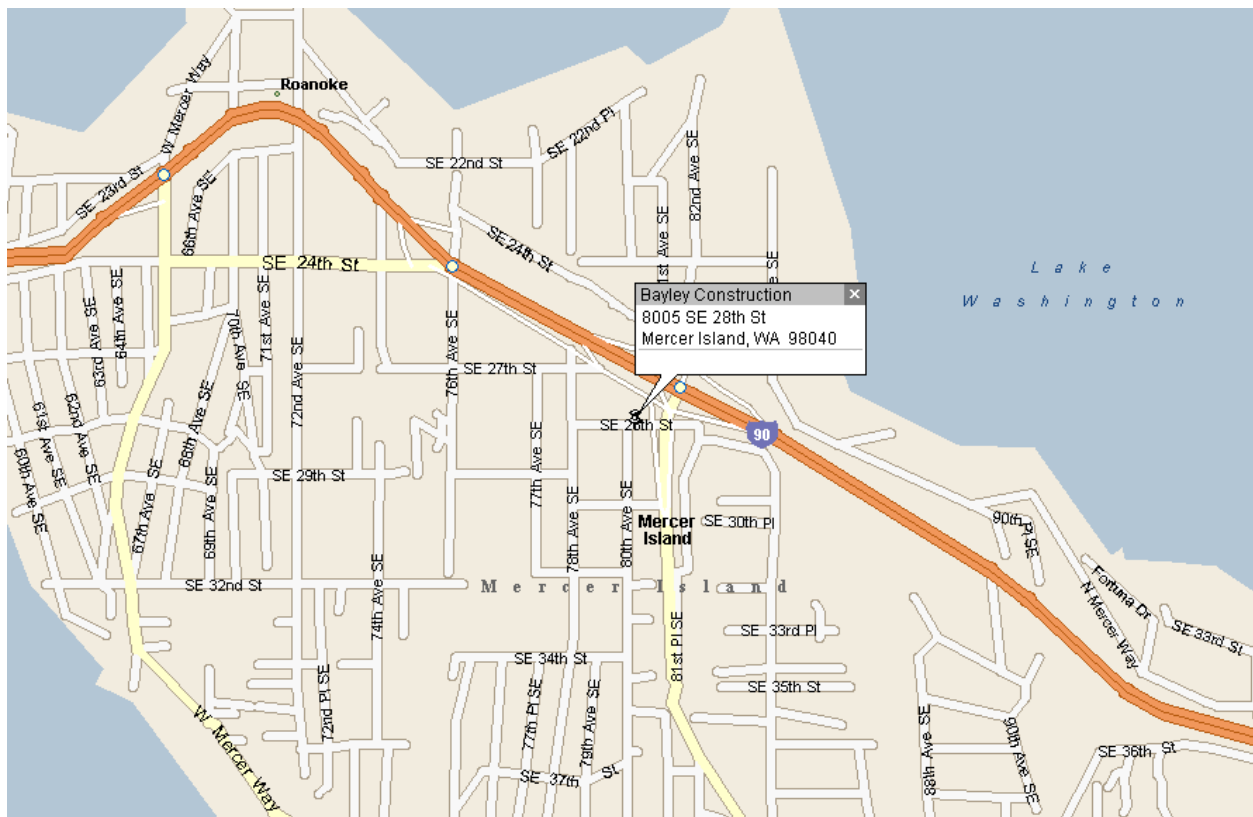 Roanoke
W Mercer Way
SE 22nd Pl
SE 22nd St
SE 23rd St
66th Ave SE
82nd Ave SE
SE 24th St
SE 24th St
Lake
Washington
Bayley Construction
8005 SE 28th St
Mercer Island, WA 98040
63rd Ave SE
64th Ave SE
70th Ave SE
71st Ave SE
72nd Ave SE
76th Ave SE
SE 27th St
60th Ave SE
61st Ave SE
62nd Ave SE
68th Ave SE
90
SE 29th St
67th Ave SE
69th Ave SE
77th Ave SE
78th Ave SE
80th Ave SE
Mercer
Island
SE 30th Pl
90th Pl SE
SE 32nd St
Mercer Island
74th Ave SE
81st Pl SE
SE 33rd Pl
Fortuna Dr
N Mercer Way
SE 33rd St
SE 34th St
SE 35th St
72nd Pl SE
77th Pl SE
79th Ave SE
88th Ave SE
90th Ave SE
SE 36th St
W Mercer Way
SE 37th St